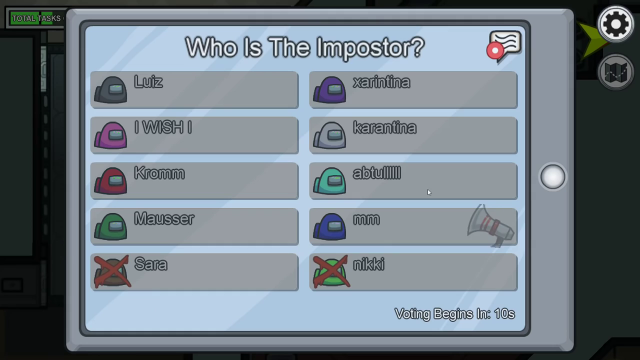 TOTAL TASKS
Who Is The Impostor?
Luiz
xarintina
I WISH I
karantina
Kromm
abtullllll
Mausser
mm
Sara
nikki
Voting Begins In: 10s